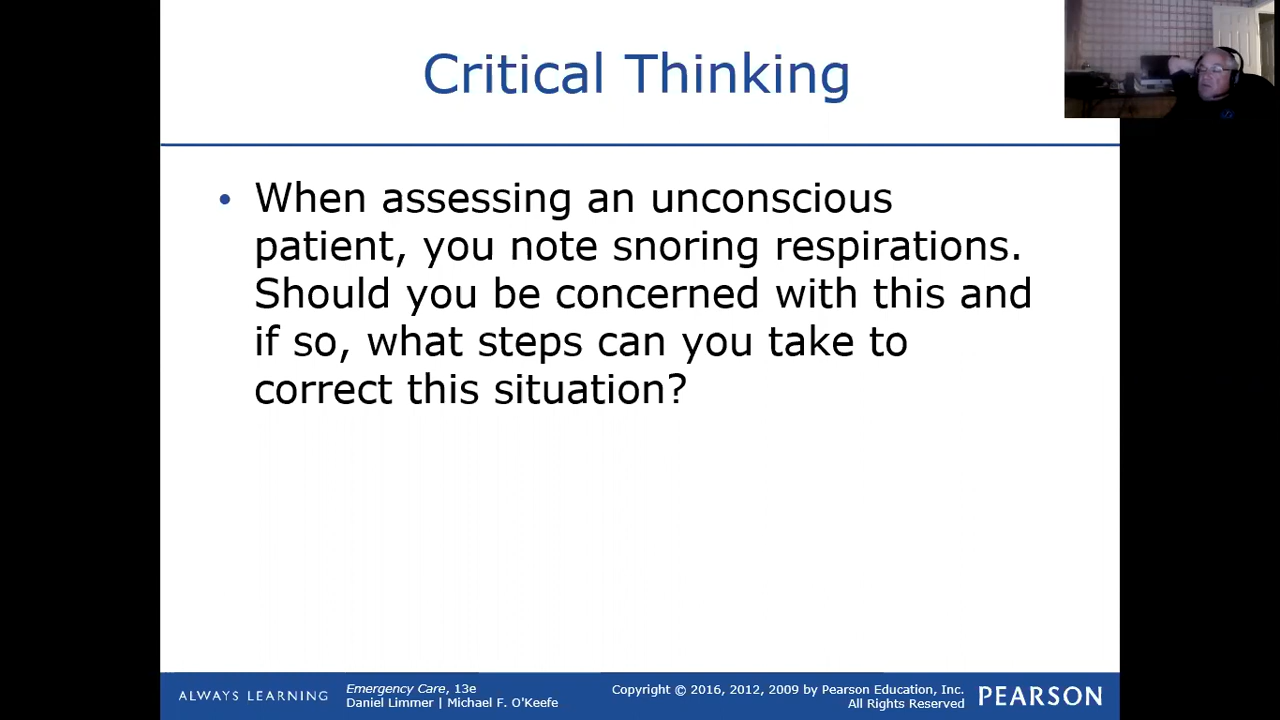 Critical Thinking
• When assessing an unconscious
patient, you note snoring respirations.
Should you be concerned with this and
if so, what steps can you take to
correct this situation?
ALWAYS LEARNING
Emergency Care, 13e
Daniel Limmer | Michael F. O'Keefe
Copyright © 2016, 2012, 2009 by Pearson Education, Inc.
All Rights Reserved
PEARSON